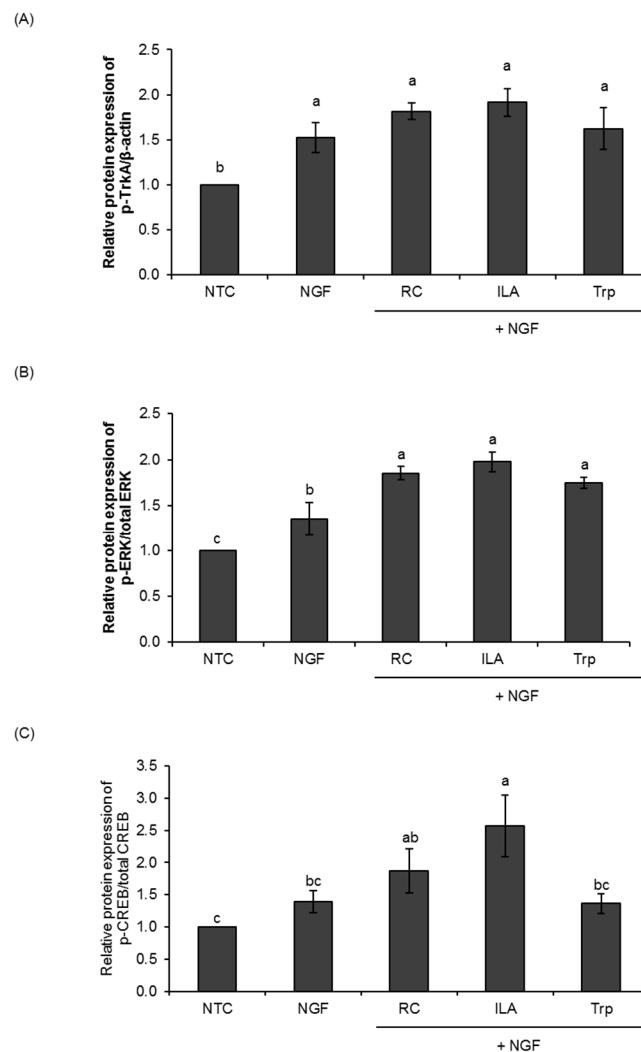 (A)
Relative protein expression of
p-TrkA/β-actin
2.5
2.0
1.5
1.0
0.5
0.0
b
a
a
a
a
NTC
NGF
RC
ILA
Trp
+ NGF
(B)
Relative protein expression of
p-ERK/total ERK
2.5
2.0
1.5
1.0
0.5
0.0
c
b
a
a
a
NTC
NGF
RC
ILA
Trp
+ NGF
(C)
Relative protein expression of
p-CREB/total CREB
3.5
3.0
2.5
2.0
1.5
1.0
0.5
0.0
c
bc
ab
a
bc
NTC
NGF
RC
ILA
Trp
+ NGF